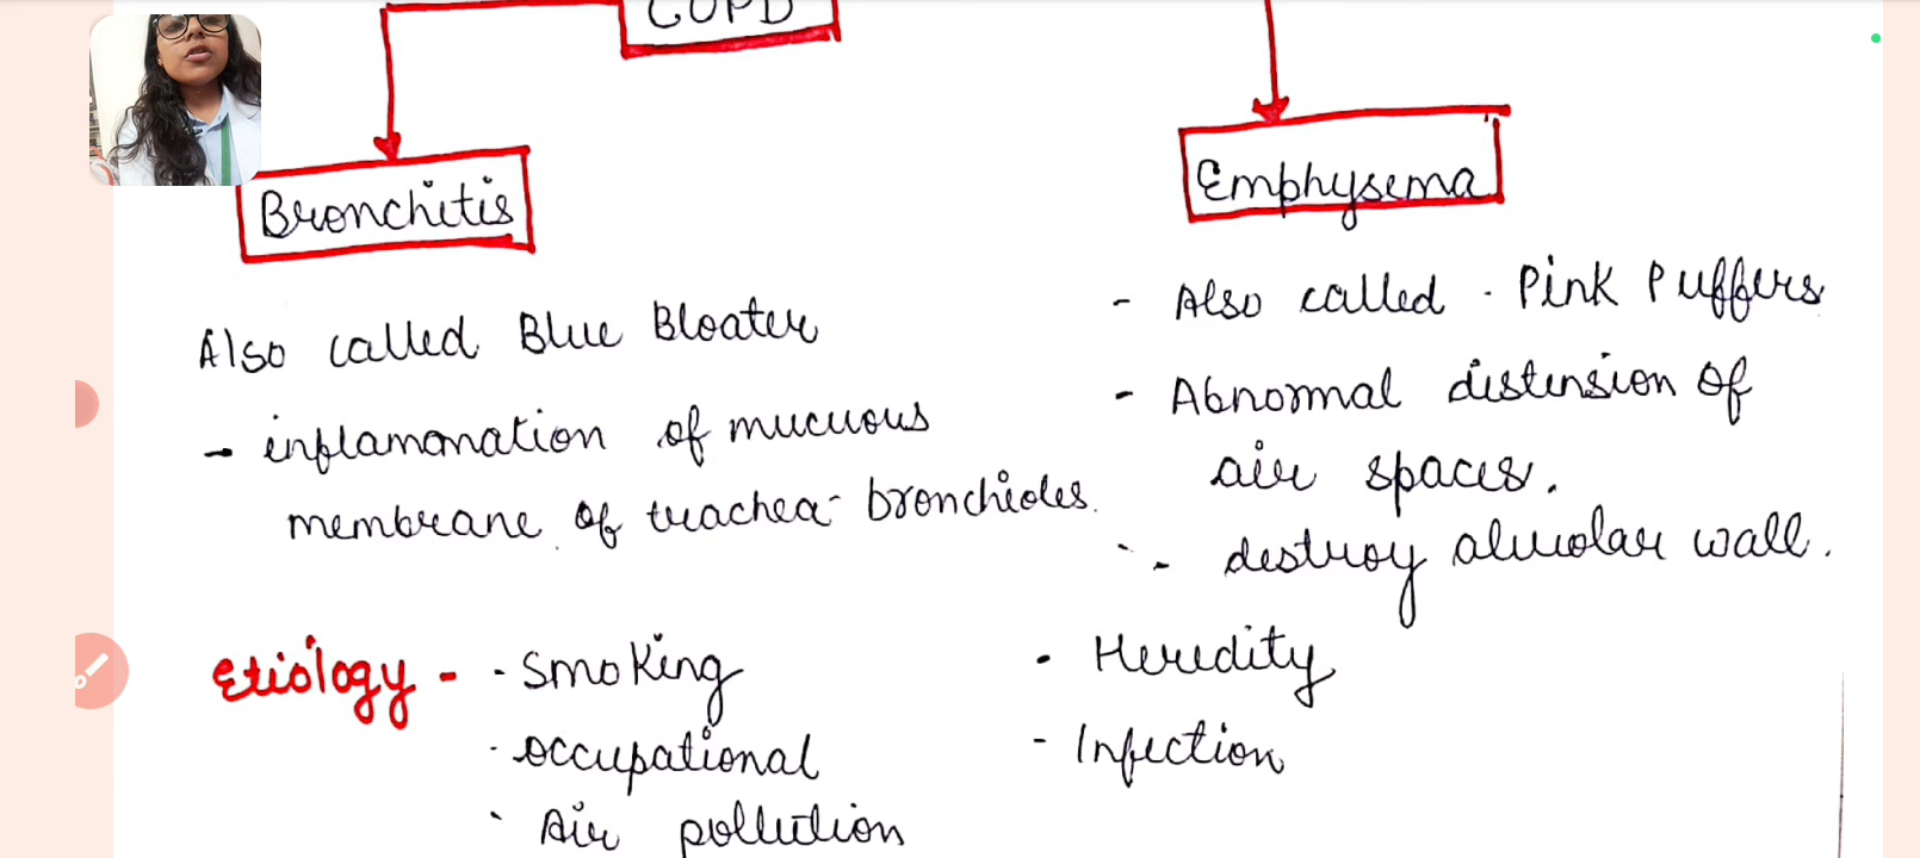 COPD
Bronchitis
Emphysema
Also called Blue Bloater
- inflammation of mucuous
membrane of trachea - bronchioles.
- Also called - Pink Puffers
- Abnormal distension of
air spaces.
- destroy alveolar wall.
Etiology - - Smoking
- occupational
- Air pollution
- Heredity
- Infection